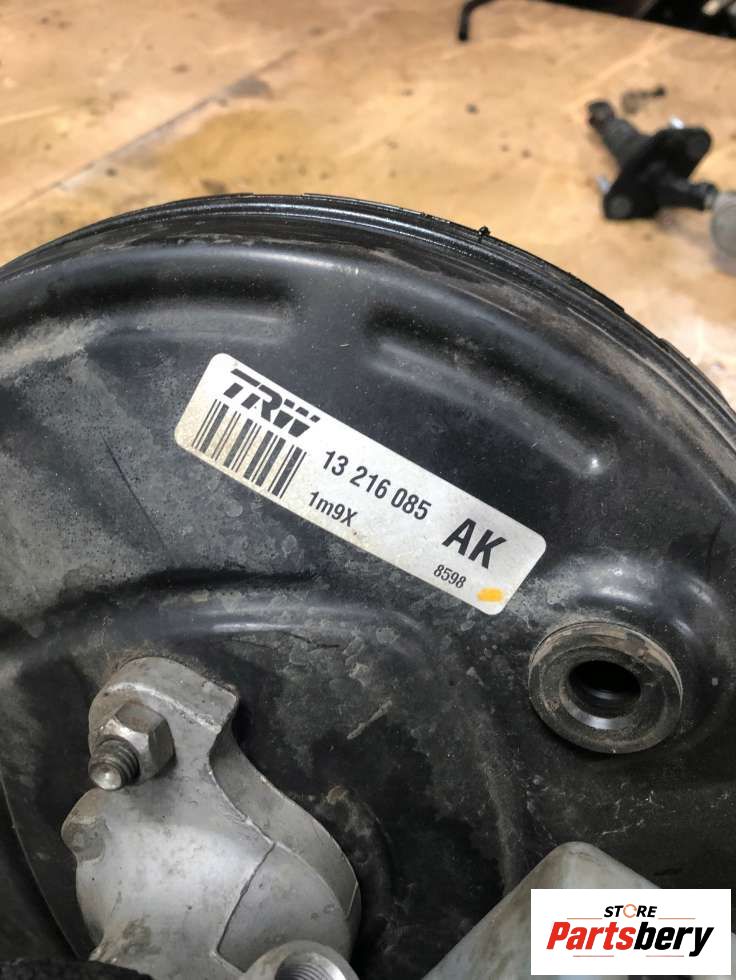 TRW
13 216 085
AK
1m9X
8598
STORE
Partsbery